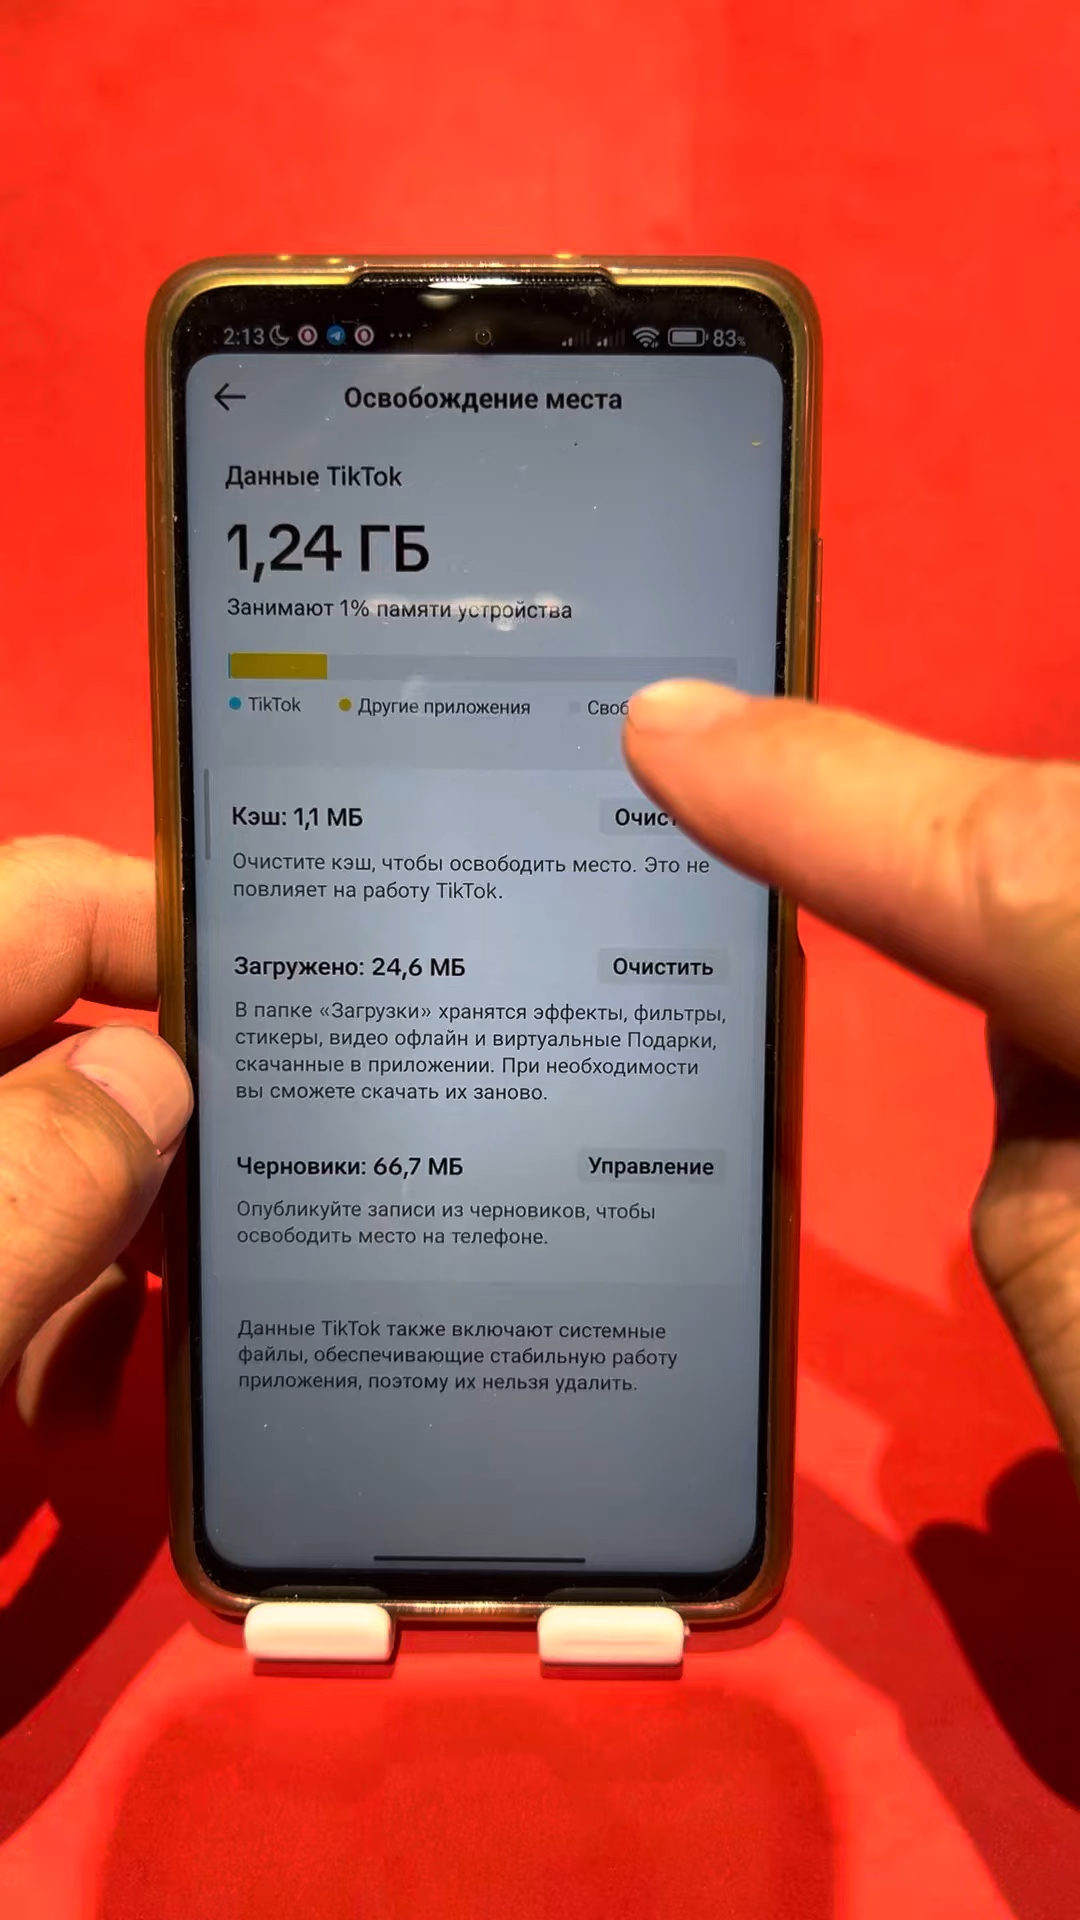 2:13 83%
Освобождение места
Данные TikTok
1,24 ГБ
Занимают 1% памяти устройства
TikTok Другие приложения
Кэш: 1,1 МБ
Очистите кэш, чтобы освободить место. Это не
повлияет на работу TikTok.
Загружено: 24,6 МБ Очистить
В папке «Загрузки» хранятся эффекты, фильтры,
стикеры, видео офлайн и виртуальные Подарки,
скачанные в приложении. При необходимости
вы сможете скачать их заново.
Черновики: 66,7 МБ Управление
Опубликуйте записи из черновиков, чтобы
освободить место на телефоне.
Данные TikTok также включают системные
файлы, обеспечивающие стабильную работу
приложения, поэтому их нельзя удалить.